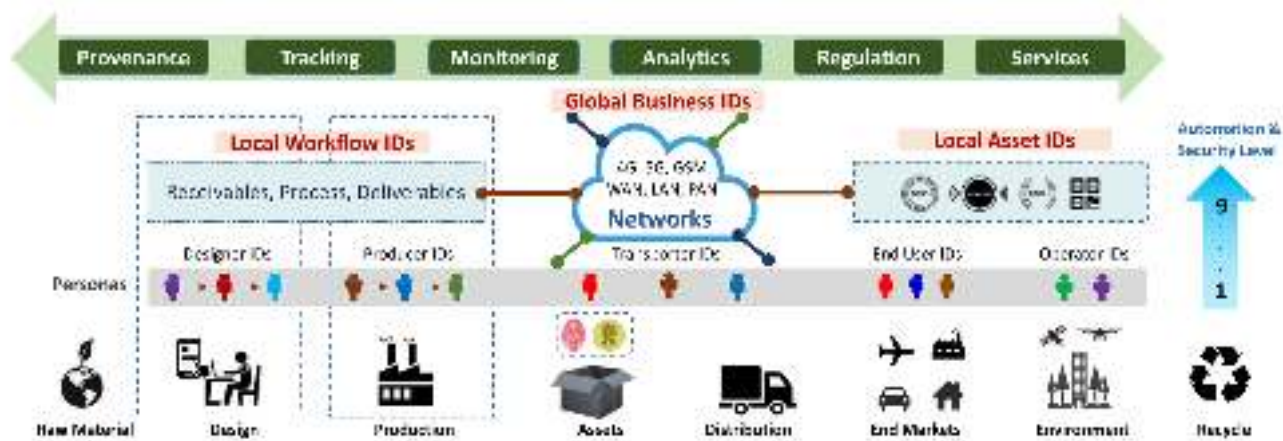 Provenance Tracking Monitoring Analytics Regulation Services
Global Business IDs
Local Workflow IDs
Local Asset IDs
Automation &
Security Level
4G, 5G, GSM
WAN, LAN, PAN
Receivables, Process, Deliverables
Networks
9
.
.
.
1
Designer IDs Producer IDs Transporter IDs End User IDs Operator IDs
Personas
Raw Material Design Production Assets Distribution End Markets Environment Recycle